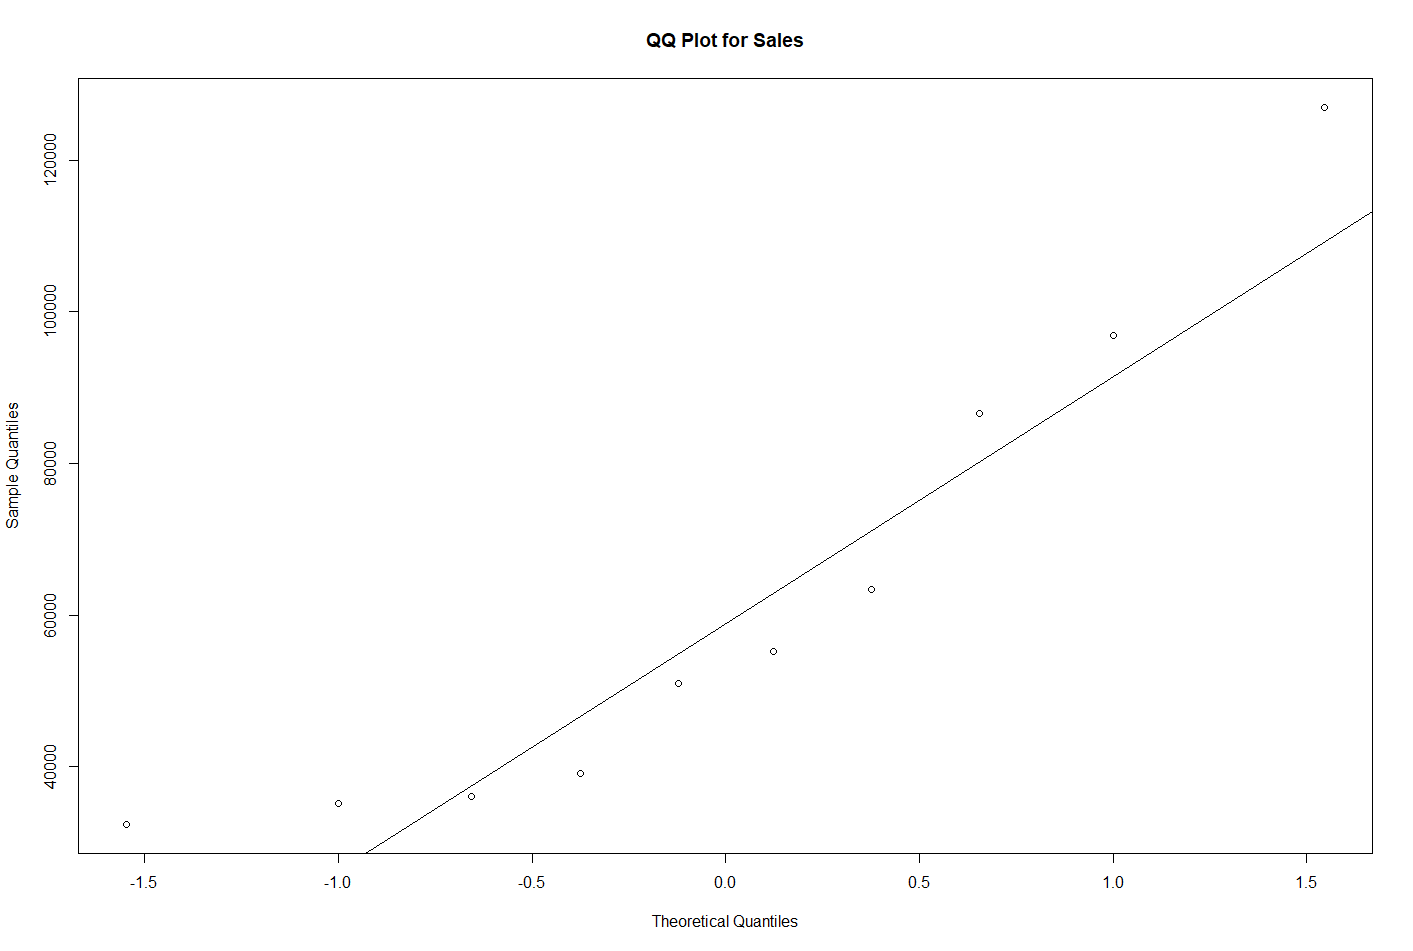 QQ Plot for Sales
Sample Quantiles
120000
100000
80000
60000
40000
-1.5 -1.0 -0.5 0.0 0.5 1.0 1.5
Theoretical Quantiles